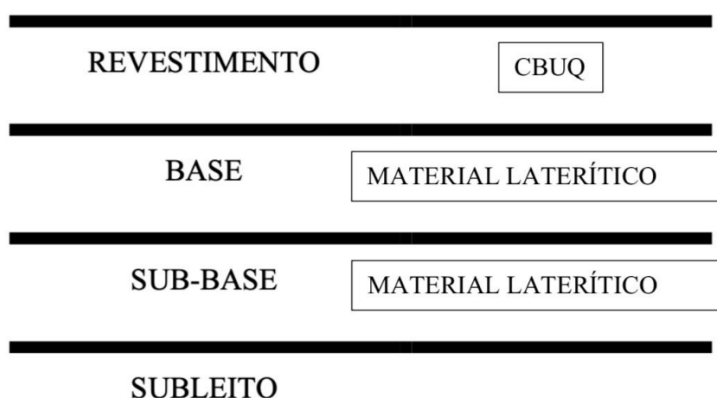 REVESTIMENTO CBUQ
BASE MATERIAL LATERÍTICO
SUB-BASE MATERIAL LATERÍTICO
SUBLEITO